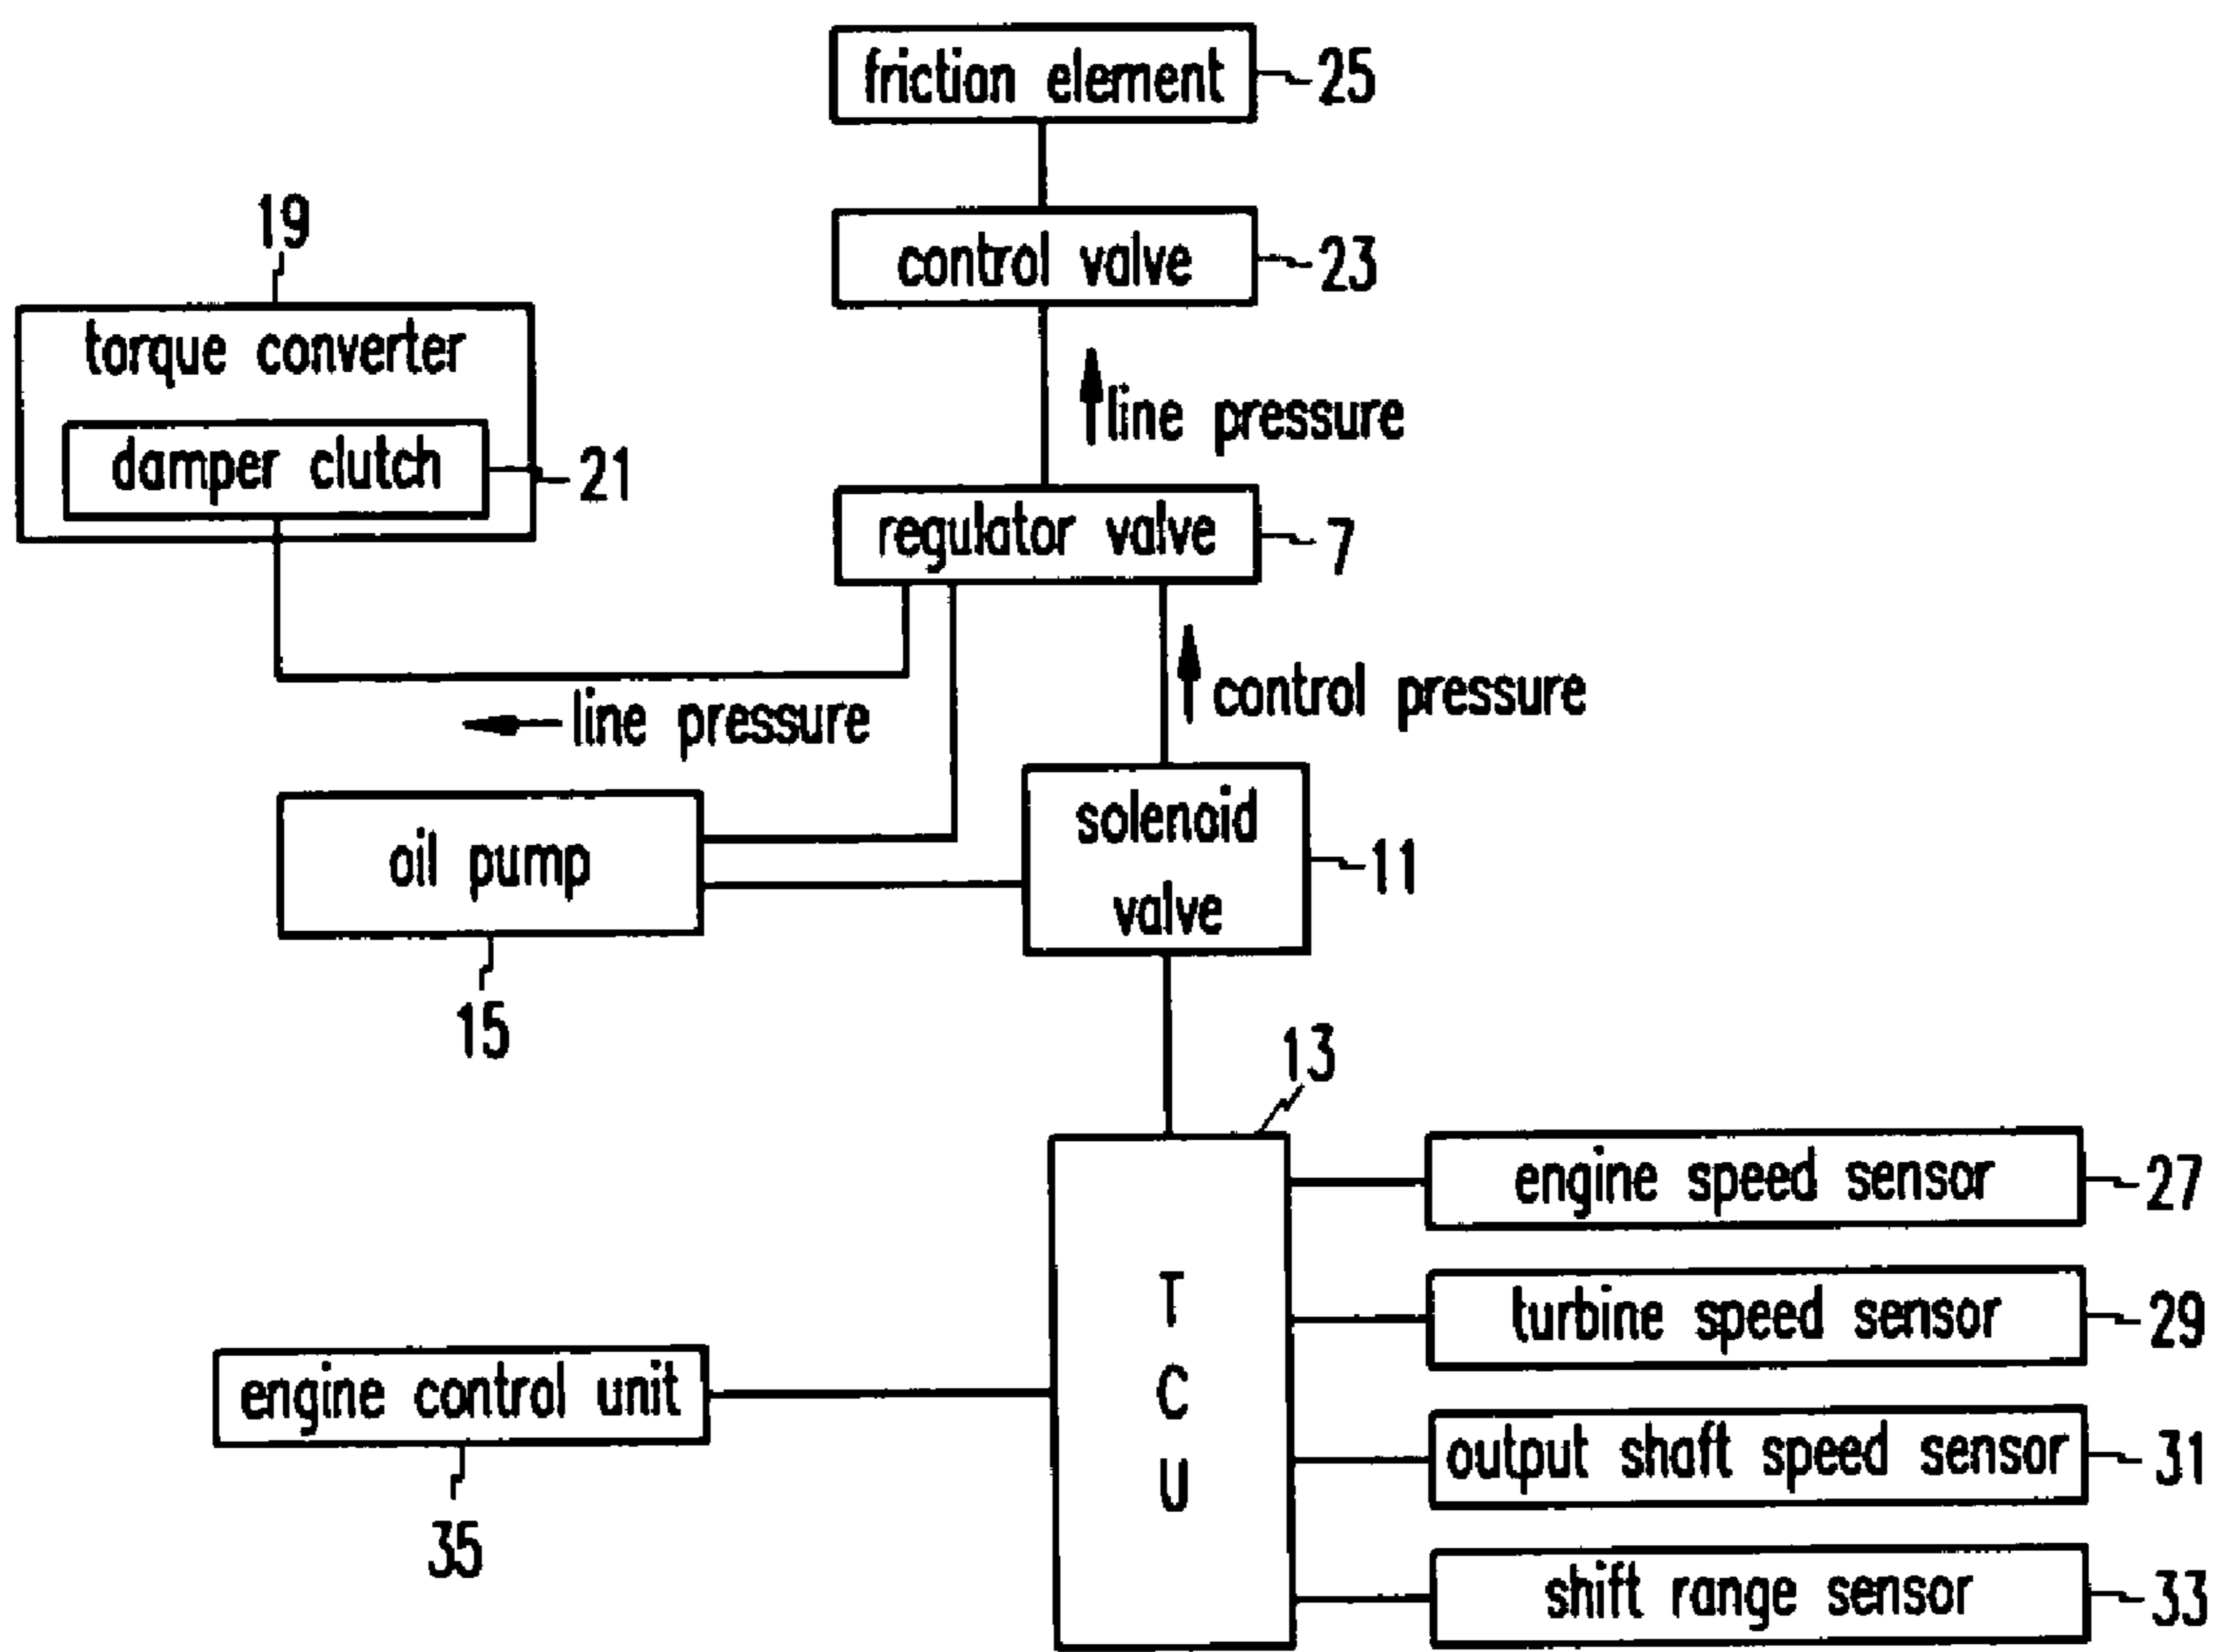 friction element
25
control valve
23
19
torque converter
damper clutch
21
line pressure
regulator valve
7
control pressure
line pressure
oil pump
15
solenoid
valve
11
13
T
C
U
engine speed sensor
27
turbine speed sensor
29
output shaft speed sensor
31
shift range sensor
33
engine control unit
35